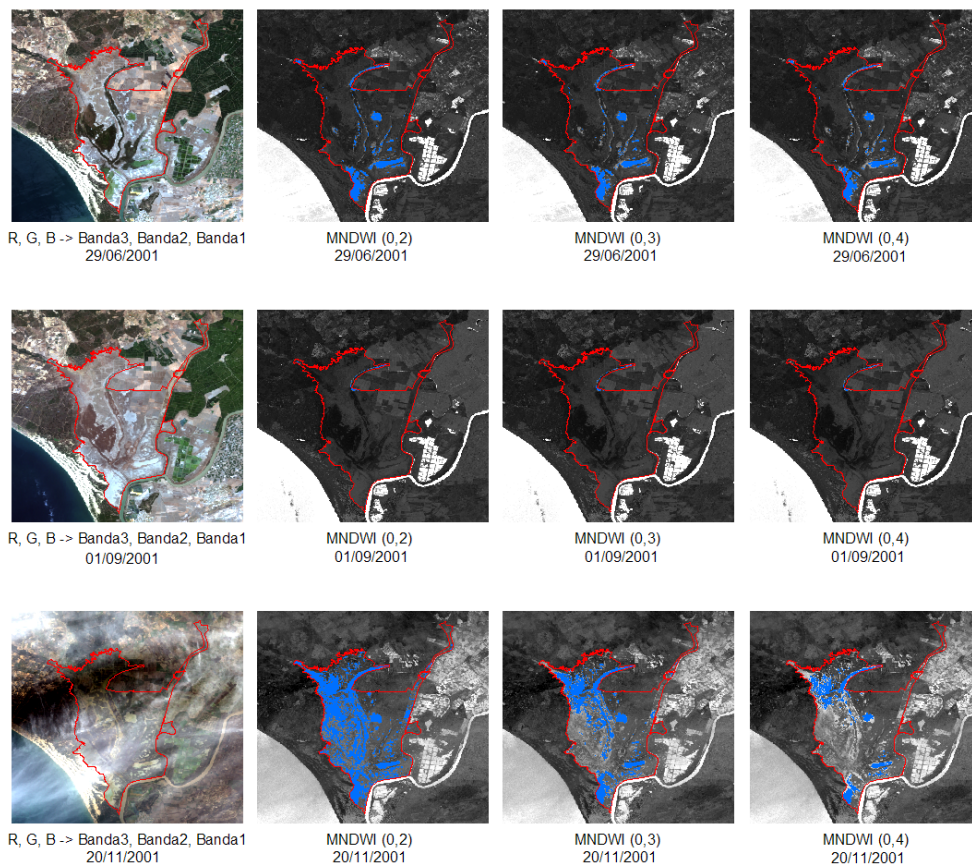 R, G, B -> Banda3, Banda2, Banda1
29/06/2001
MNDWI (0,2)
29/06/2001
MNDWI (0,3)
29/06/2001
MNDWI (0,4)
29/06/2001
R, G, B -> Banda3, Banda2, Banda1
01/09/2001
MNDWI (0,2)
01/09/2001
MNDWI (0,3)
01/09/2001
MNDWI (0,4)
01/09/2001
R, G, B -> Banda3, Banda2, Banda1
20/11/2001
MNDWI (0,2)
20/11/2001
MNDWI (0,3)
20/11/2001
MNDWI (0,4)
20/11/2001